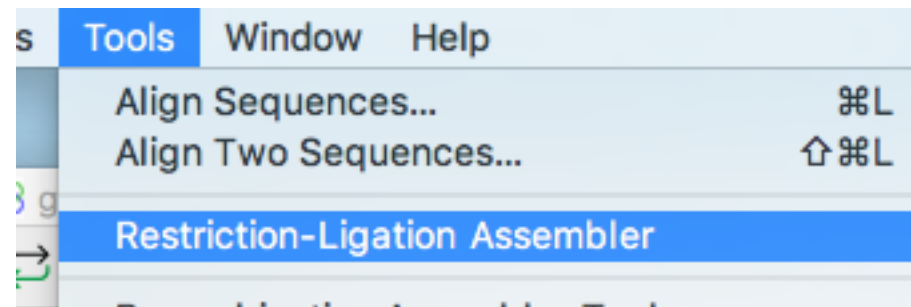 s Tools Window Help
Align Sequences... ⌘L
Align Two Sequences... ⇧⌘L
g
Restriction-Ligation Assembler